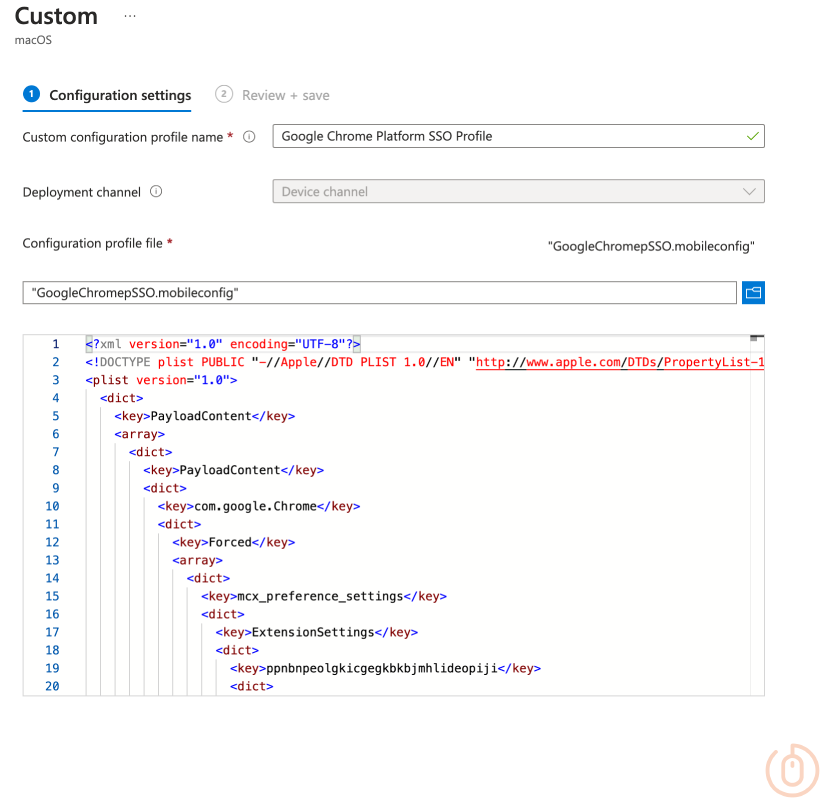 Custom ...
macOS
1 Configuration settings 2 Review + save
Custom configuration profile name * Google Chrome Platform SSO Profile
Deployment channel Device channel
Configuration profile file * "GoogleChromepSSO.mobileconfig"
"GoogleChromepSSO.mobileconfig"
1 <?xml version="1.0" encoding="UTF-8"?>
2 <!DOCTYPE plist PUBLIC "-//Apple//DTD PLIST 1.0//EN" "http://www.apple.com/DTDs/PropertyList-1
3 <plist version="1.0">
4 <dict>
5 <key>PayloadContent</key>
6 <array>
7 <dict>
8 <key>PayloadContent</key>
9 <dict>
10 <key>com.google.Chrome</key>
11 <dict>
12 <key>Forced</key>
13 <array>
14 <dict>
15 <key>mcx_preference_settings</key>
16 <dict>
17 <key>ExtensionSettings</key>
18 <dict>
19 <key>ppnbnpeolgkicgegkbkbjmhlideopiji</key>
20 <dict>